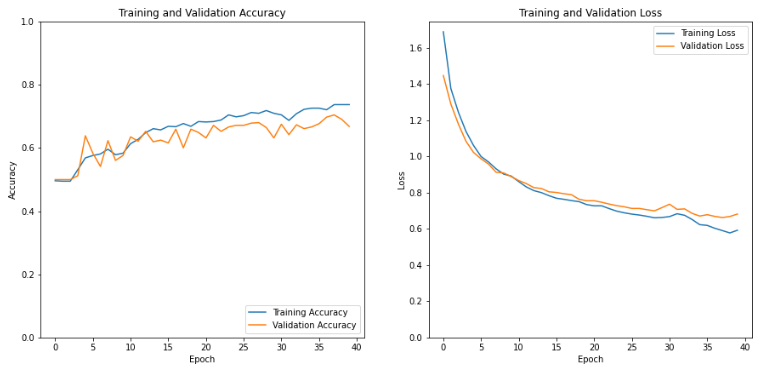 Training and Validation Accuracy
1.0
0.8
0.6
0.4
0.2
0.0
Accuracy
0 5 10 15 20 25 30 35 40
Epoch
Training Accuracy
Validation Accuracy
Training and Validation Loss
1.6
1.4
1.2
1.0
0.8
0.6
0.4
0.2
0.0
Loss
0 5 10 15 20 25 30 35 40
Epoch
Training Loss
Validation Loss